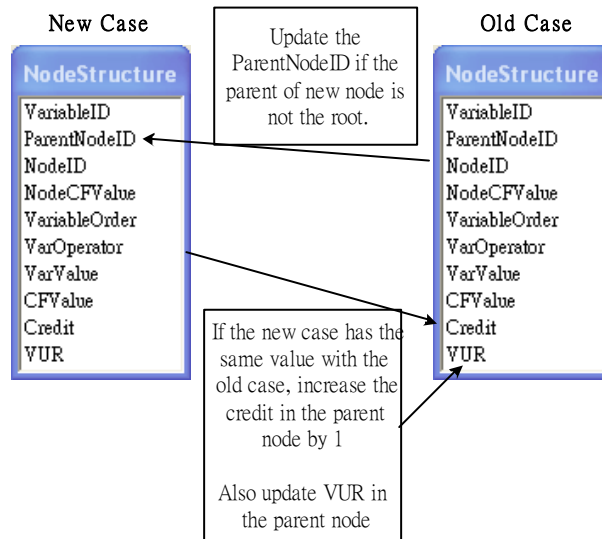 New Case
NodeStructure
VariableID
ParentNodeID
NodeID
NodeCFValue
VariableOrder
VarOperator
VarValue
CFValue
Credit
VUR
Update the
ParentNodeID if the
parent of new node is
not the root.
Old Case
NodeStructure
VariableID
ParentNodeID
NodeID
NodeCFValue
VariableOrder
VarOperator
VarValue
CFValue
Credit
VUR
If the new case has the
same value with the
old case, increase the
credit in the parent
node by 1
Also update VUR in
the parent node